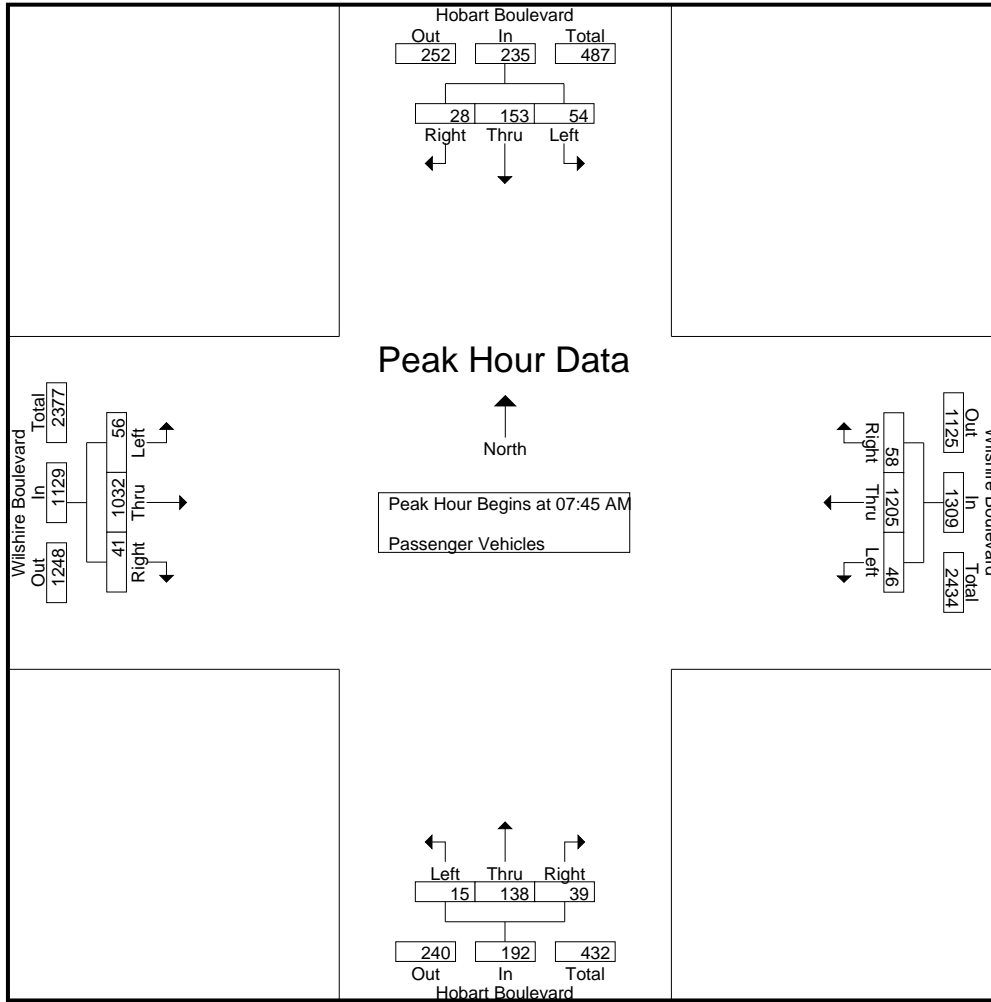 Hobart Boulevard
Out In Total
252 235 487
28 153 54
Right Thru Left
Peak Hour Data
North
Peak Hour Begins at 07:45 AM
Passenger Vehicles
Wilshire Boulevard
Total In Out
2377 1129 1248
56 1032 41
Left Thru Right
Wilshire Boulevard
Out In Total
1125 1309 2434
58 1205 46
Right Thru Left
Left Thru Right
15 138 39
240 192 432
Out In Total
Hobart Boulevard